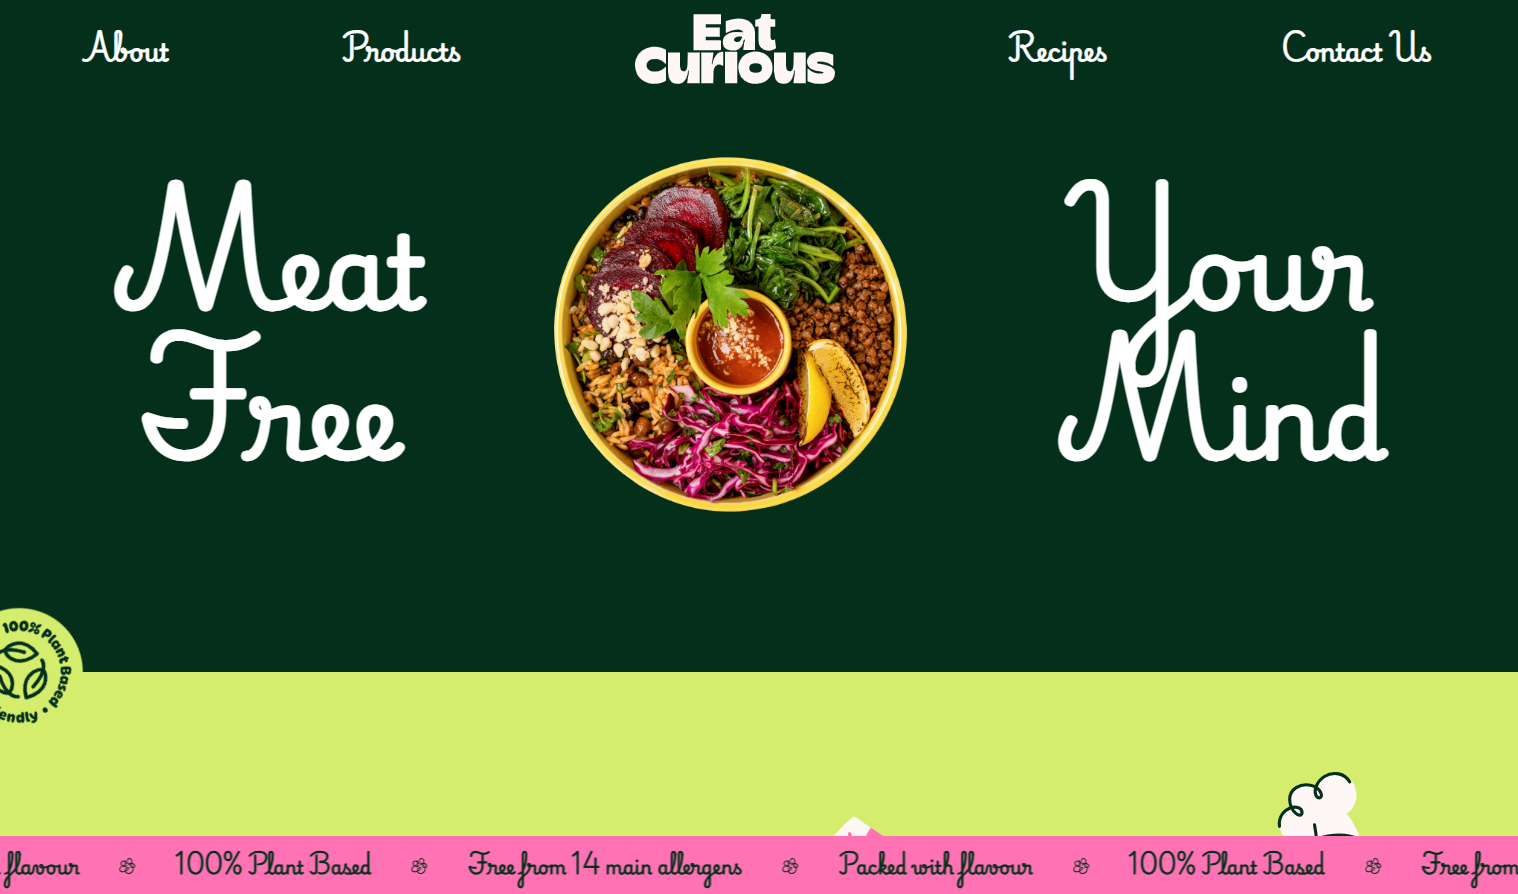 About
Products
Eat
Curious
Recipes
Contact Us
Meat
Free
Your
Mind
100% Plant Based •
flavour
100% Plant Based
Free from 14 main allergens
Packed with flavour
100% Plant Based
Free from